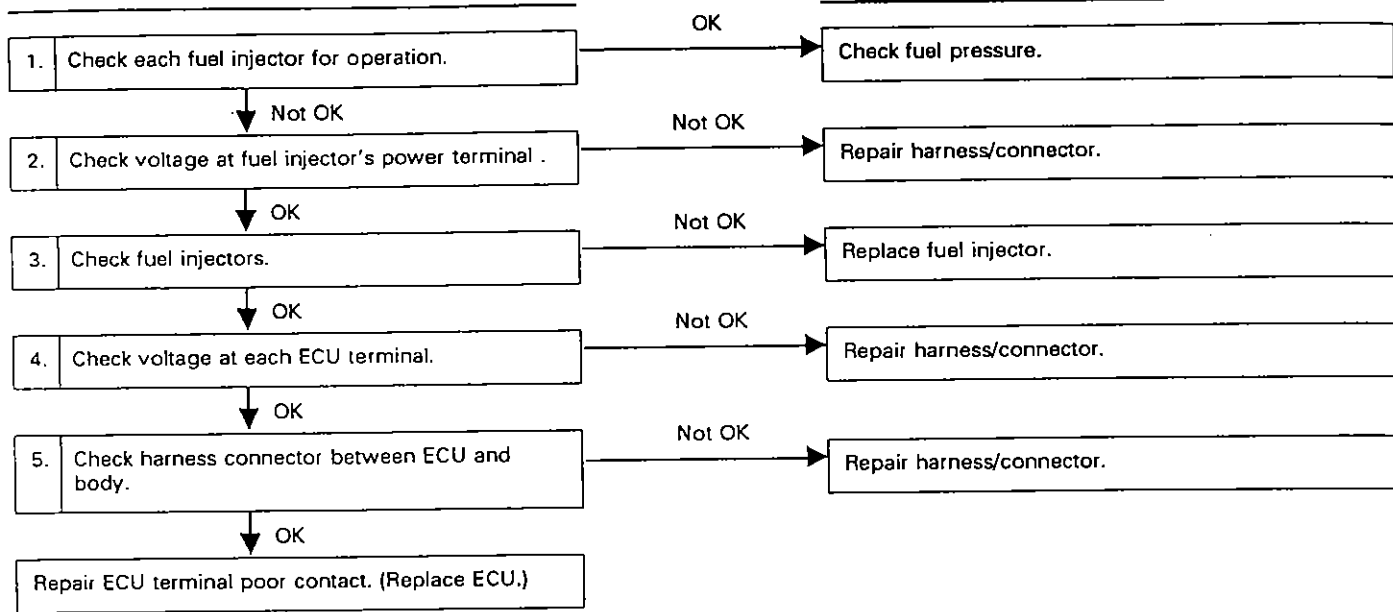 OK
1. Check each fuel injector for operation.
Check fuel pressure.
Not OK
Not OK
2. Check voltage at fuel injector's power terminal .
Repair harness/connector.
OK
Not OK
3. Check fuel injectors.
Replace fuel injector.
OK
Not OK
4. Check voltage at each ECU terminal.
Repair harness/connector.
OK
Not OK
5. Check harness connector between ECU and
body.
Repair harness/connector.
OK
Repair ECU terminal poor contact. (Replace ECU.)